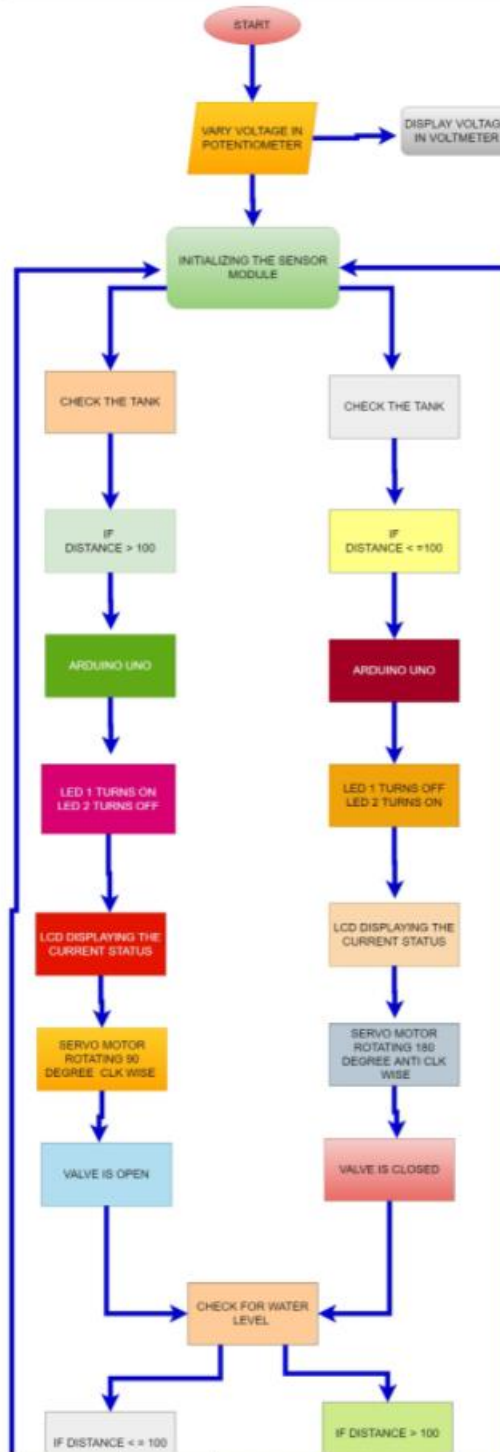 START
VARY VOLTAGE IN
POTENTIOMETER
DISPLAY VOLTAGE
IN VOLTMETER
INITIALIZING THE SENSOR
MODULE
CHECK THE TANK
CHECK THE TANK
IF
DISTANCE > 100
IF
DISTANCE < =100
ARDUINO UNO
ARDUINO UNO
LED 1 TURNS ON
LED 2 TURNS OFF
LED 1 TURNS OFF
LED 2 TURNS ON
LCD DISPLAYING THE
CURRENT STATUS
LCD DISPLAYING THE
CURRENT STATUS
SERVO MOTOR
ROTATING 90
DEGREE CLK WISE
SERVO MOTOR
ROTATING 180
DEGREE ANTI CLK
WISE
VALVE IS OPEN
VALVE IS CLOSED
CHECK FOR WATER
LEVEL
IF DISTANCE < = 100
IF DISTANCE > 100